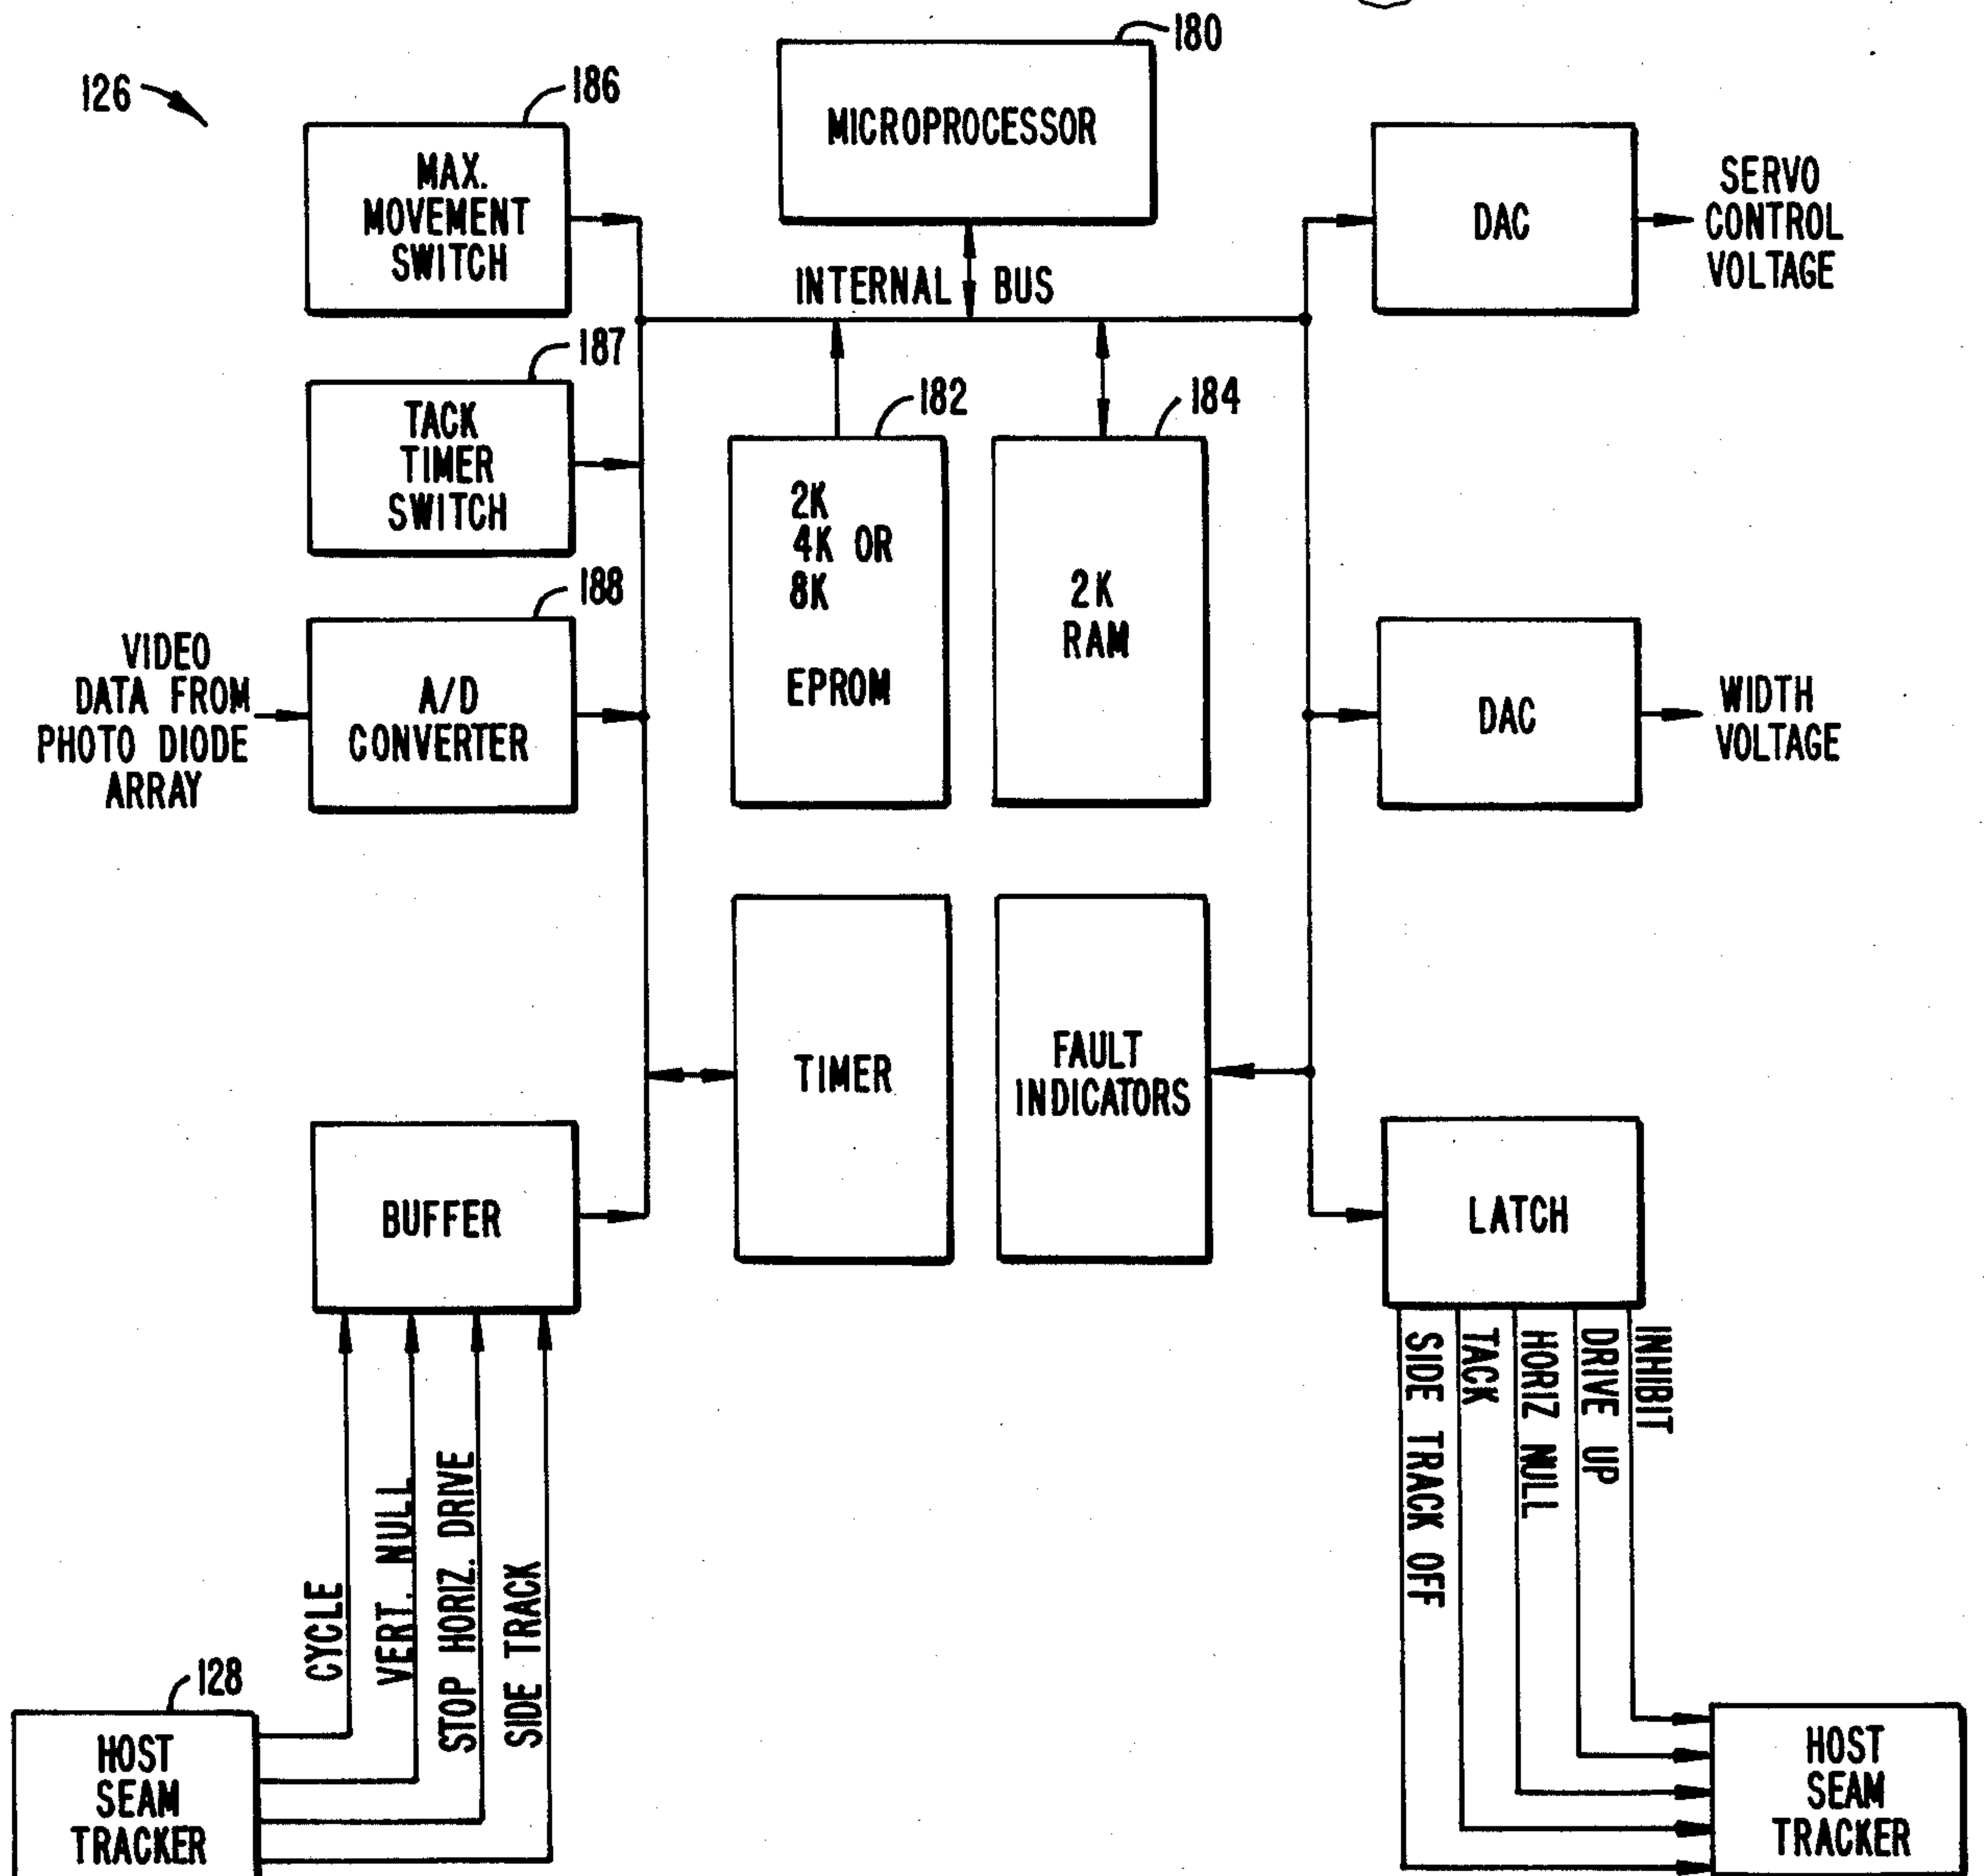 126
186
180
MAX.
MOVEMENT
SWITCH
MICROPROCESSOR
DAC
SERVO
CONTROL
VOLTAGE
INTERNAL BUS
187
TACK
TIMER
SWITCH
182
2K
4K OR
8K
EPROM
184
2K
RAM
188
VIDEO
DATA FROM
PHOTO DIODE
ARRAY
A/D
CONVERTER
DAC
WIDTH
VOLTAGE
TIMER
FAULT
INDICATORS
BUFFER
LATCH
CYCLE
VERT. NULL
STOP HORIZ. DRIVE
SIDE TRACK
SIDE TRACK OFF
TACK
HORIZ NULL
DRIVE UP
INHIBIT
128
HOST
SEAM
TRACKER
HOST
SEAM
TRACKER